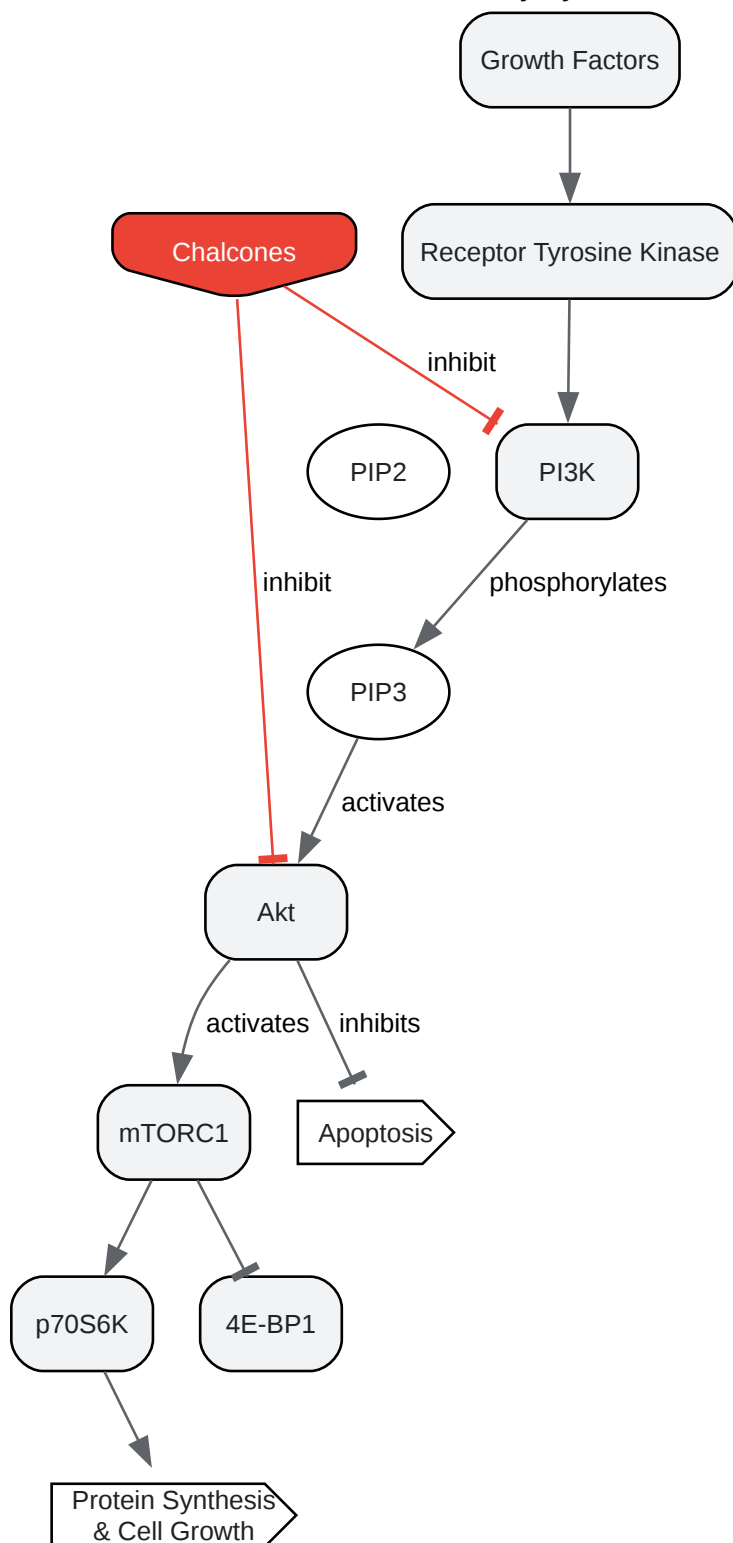 Growth Factors
Chalcones
Receptor Tyrosine Kinase
inhibit
PIP2
PI3K
inhibit
phosphorylates
PIP3
activates
Akt
activates
inhibits
mTORC1
Apoptosis
p70S6K
4E-BP1
Protein Synthesis
& Cell Growth